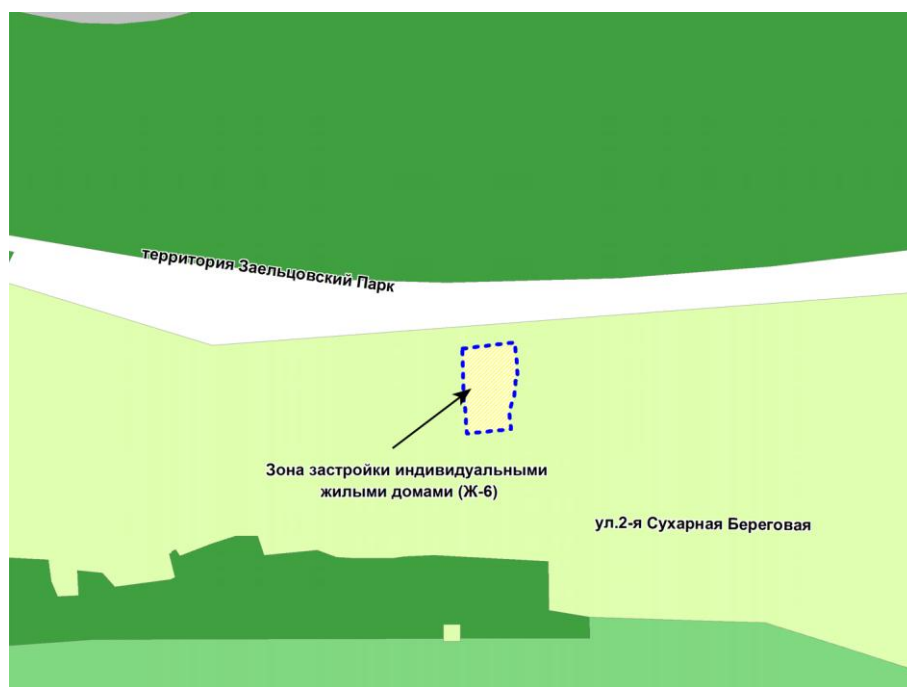 территория Заельцовский Парк
Зона застройки индивидуальными
жилыми домами (Ж-6)
ул.2-я Сухарная Береговая